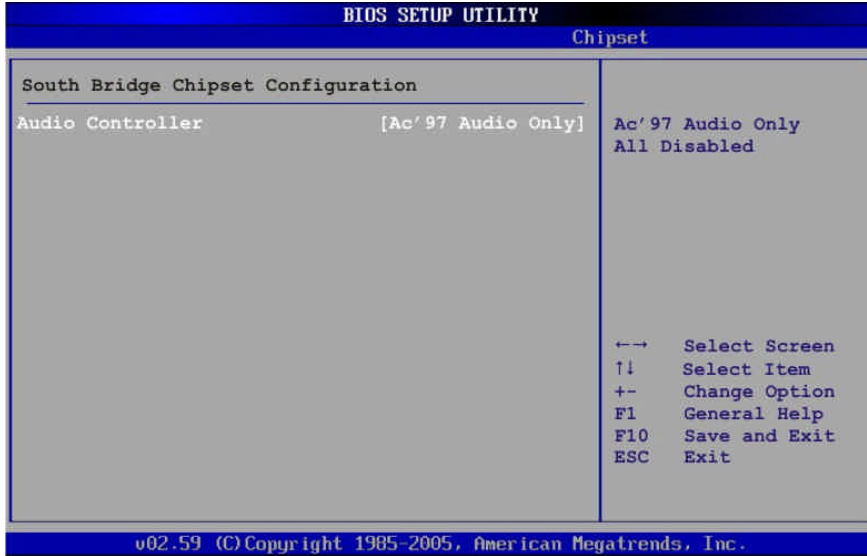 BIOS SETUP UTILITY
Chipset
South Bridge Chipset Configuration
Audio Controller [Ac'97 Audio Only]
Ac'97 Audio Only
All Disabled
←→ Select Screen
↑↓ Select Item
+- Change Option
F1 General Help
F10 Save and Exit
ESC Exit
v02.59 (C)Copyright 1985-2005, American Megatrends, Inc.